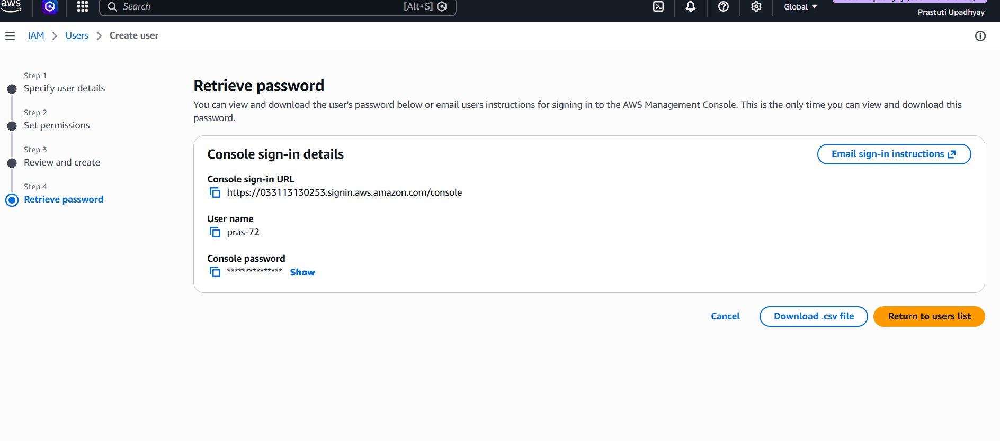 aws
Search
[Alt+S]
Global
Prastuti Upadhyay
IAM
Users
Create user
Step 1
Specify user details
Step 2
Set permissions
Step 3
Review and create
Step 4
Retrieve password
Retrieve password
You can view and download the user's password below or email users instructions for signing in to the AWS Management Console. This is the only time you can view and download this
password.
Console sign-in details
Email sign-in instructions
Console sign-in URL
https://033113130253.signin.aws.amazon.com/console
User name
pras-72
Console password
*************** Show
Cancel
Download .csv file
Return to users list